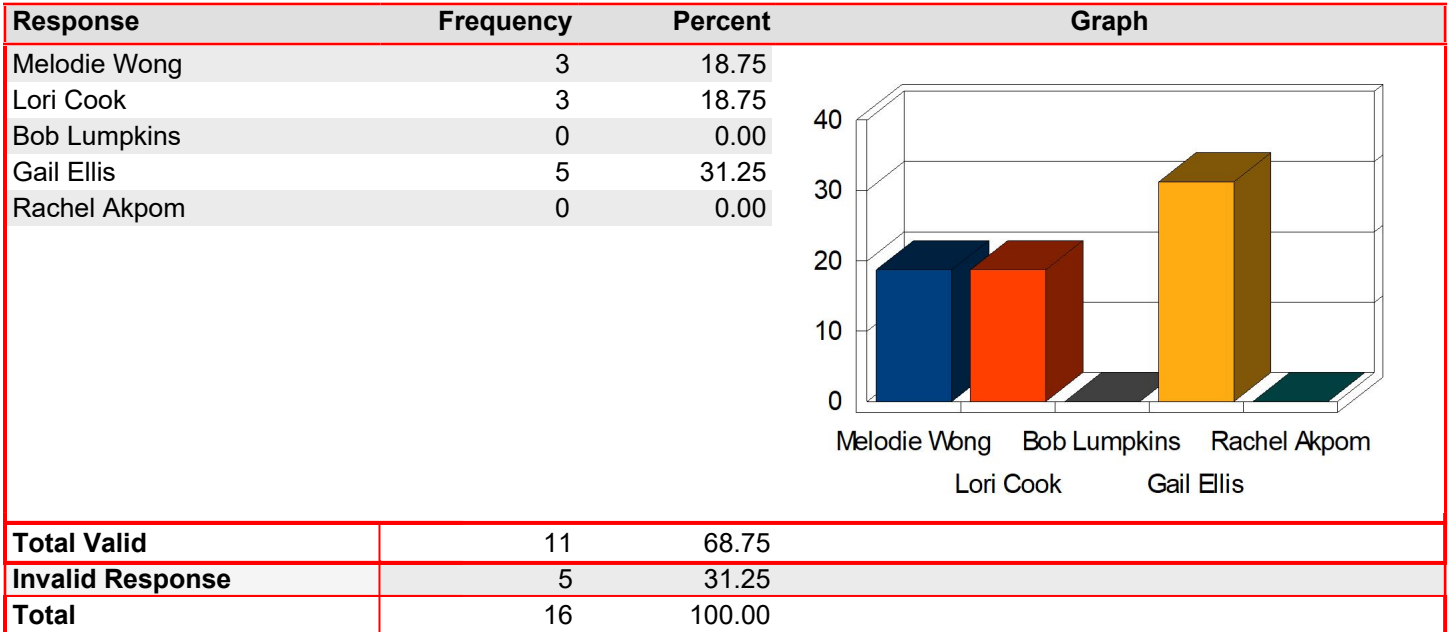 Response Frequency Percent Graph
Melodie Wong 3 18.75
Lori Cook 3 18.75
Bob Lumpkins 0 0.00
Gail Ellis 5 31.25
Rachel Akpom 0 0.00
40
30
20
10
0
Melodie Wong Bob Lumpkins Rachel Akpom
Lori Cook Gail Ellis
Total Valid 11 68.75
Invalid Response 5 31.25
Total 16 100.00